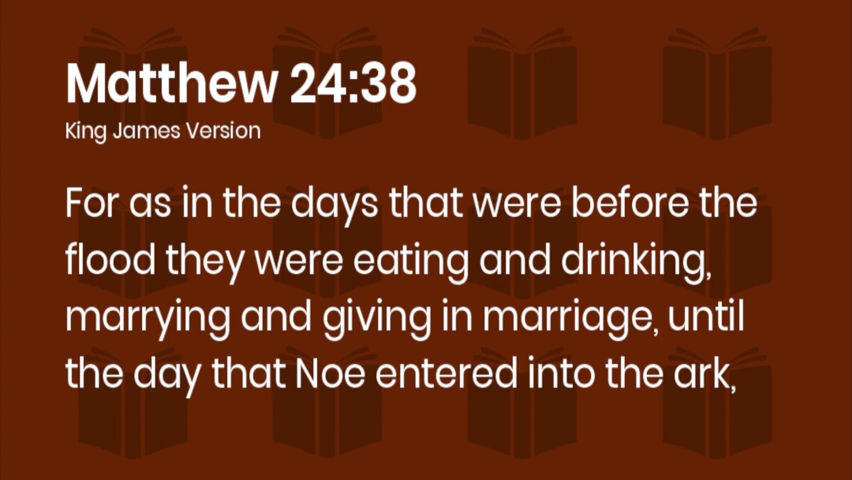 Matthew 24:38
King James Version
For as in the days that were before the
flood they were eating and drinking,
marrying and giving in marriage, until
the day that Noe entered into the ark,